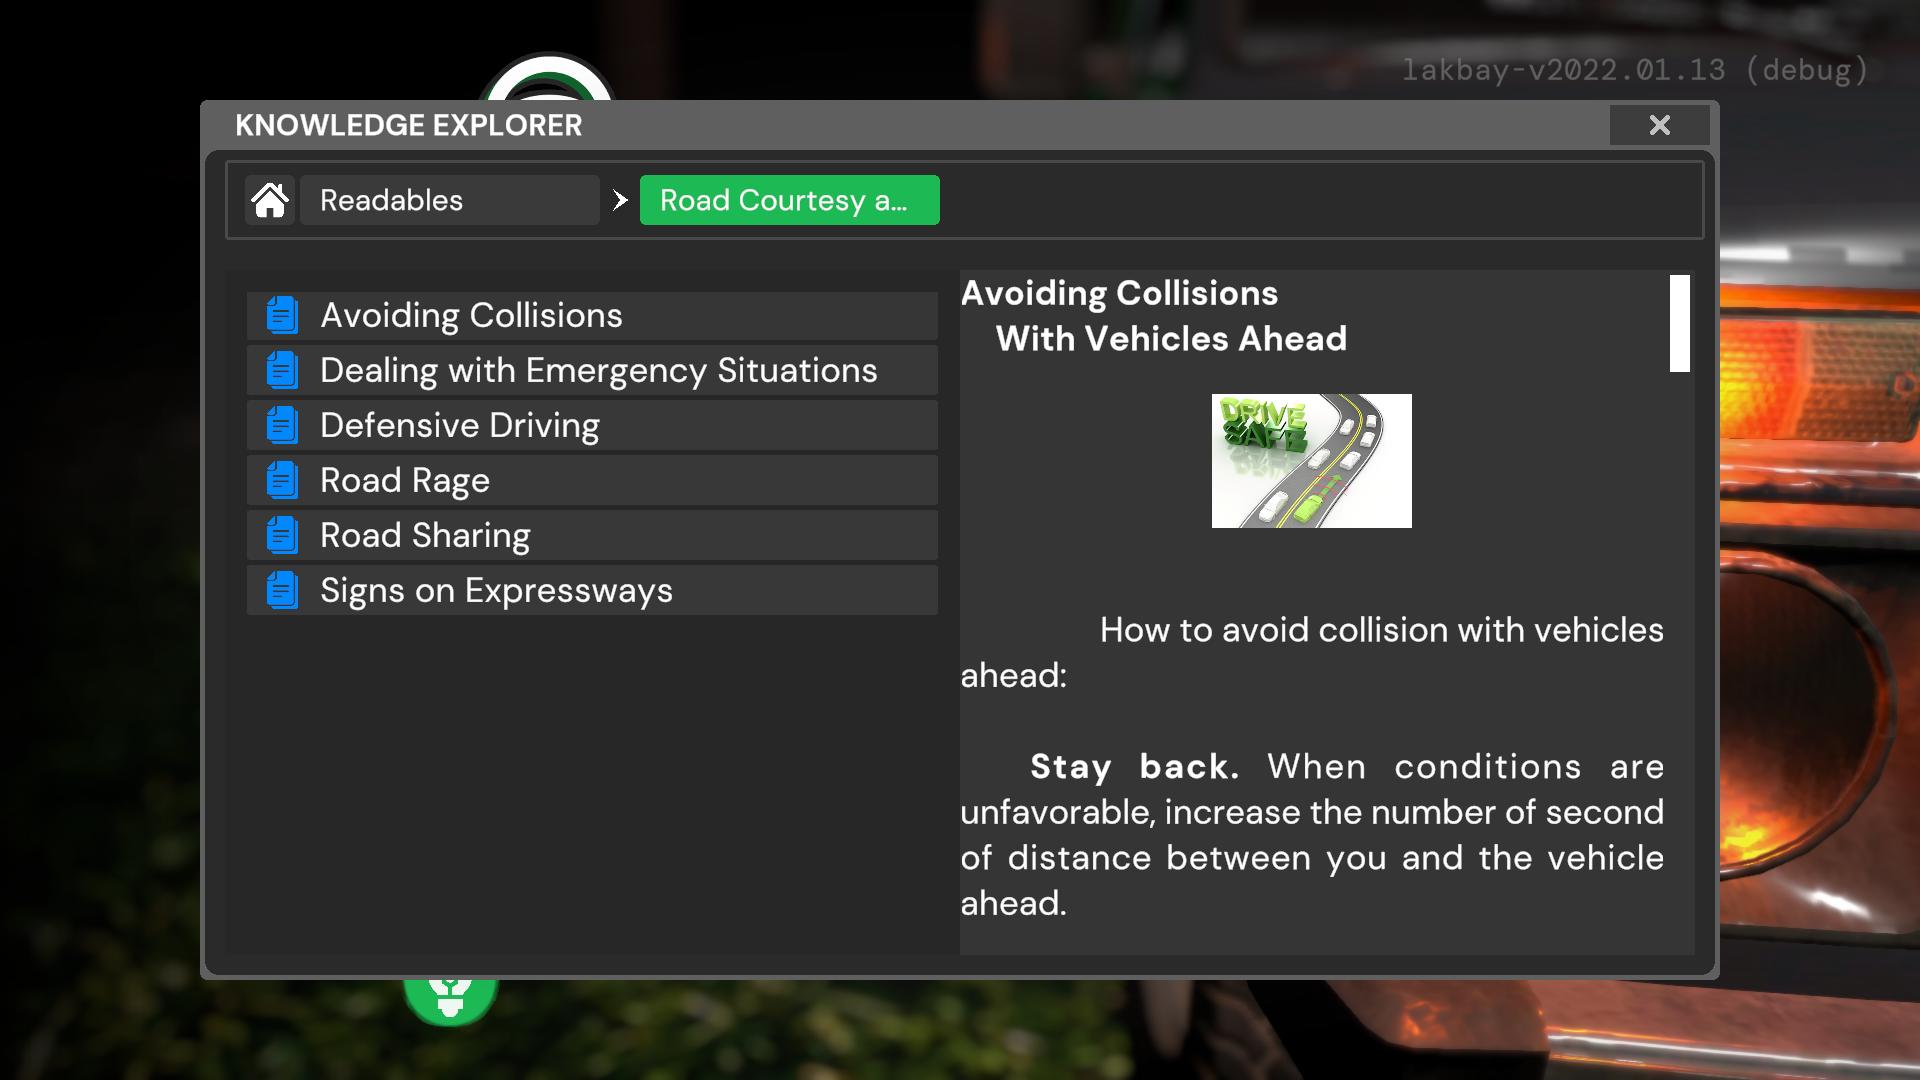 lakbay-v2022.01.13 (debug)
KNOWLEDGE EXPLORER
Readables
Road Courtesy a...
Avoiding Collisions
Dealing with Emergency Situations
Defensive Driving
Road Rage
Road Sharing
Signs on Expressways
Avoiding Collisions
With Vehicles Ahead
DRIVE
SAFE
How to avoid collision with vehicles
ahead:
Stay back. When conditions are
unfavorable, increase the number of second
of distance between you and the vehicle
ahead.